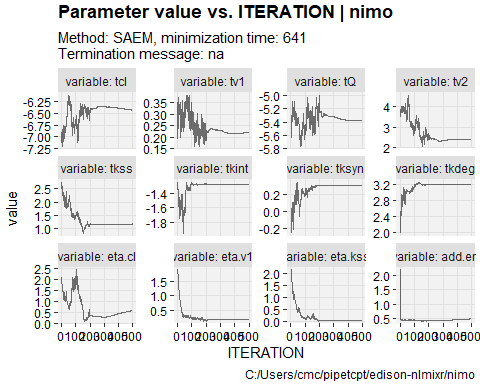 Parameter value vs. ITERATION | nimo
Method: SAEM, minimization time: 641
Termination message: na
variable: tcl variable: tv1 variable: tQ variable: tv2
-6.25 0.35 -5.0 4
-6.50 0.30 -5.2
-6.75 0.25 -5.4 3
-7.00 0.20 -5.6
-7.25 0.15 -5.8 2
value
variable: tkss variable: tkint variable: tksyn variable: tkdeg
2.5 -1.4 0.2 3.2
2.0 -1.6 0.0 2.8
1.5 -1.8 -0.2 2.4
1.0 2.0
variable: eta.cl variable: eta.v1 variable: eta.kss variable: add.err
2.5 1.5 2.0 2.0
2.0 1.0 1.5 1.5
1.5 0.5 1.0 1.0
1.0 0.5 0.5
0.5 0.0 0.0
0.0
ITERATION
C:/Users/cmc/pipetcpt/edison-nlmixr/nimo